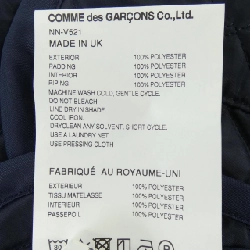 COMME des GARÇONS Co.,Ltd.
NN-V521
MADE IN UK
EXTERIOR 100% POLYESTER
PADDING 100% POLYESTER
INTERIOR 100% POLYESTER
PIPING 100% POLYESTER
MACHINE WASH COLD, GENTLE CYCLE.
DO NOT BLEACH
LINE DRY IN SHADE
COOL IRON.
DRYCLEAN ANY SOLVENT. SHORT CYCLE.
USE A LAUNDRY NET
USE PRESSING CLOTH
FABRIQUÉ AU ROYAUME-UNI
EXTERIEUR 100% POLYESTER
TISSU MATELASSE 100% POLYESTER
INTERIEUR 100% POLYESTER
PASSEPOIL 100% POLYESTER